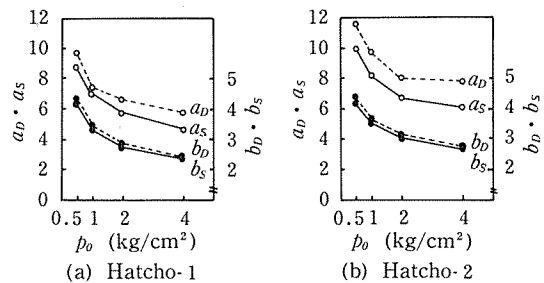 12
10
8
6
4
2
0
a_D · a_S
5
4
3
2
b_D · b_S
a_D
a_S
b_D
b_S
0.5 1 2 4
p₀ (kg/cm²)
(a) Hatcho-1
12
10
8
6
4
2
0
a_D · a_S
5
4
3
2
b_D · b_S
a_D
a_S
b_D
b_S
0.5 1 2 4
p₀ (kg/cm²)
(b) Hatcho-2